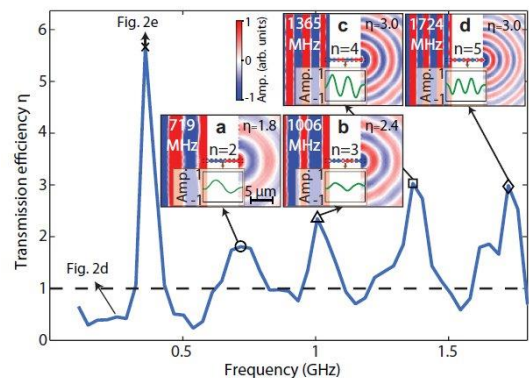 Fig. 2e
Transmission efficiency η
6
5
4
3
2
1
0
1
0
-1
Amp. (arb. units)
1365 MHz
c
n=4
η=3.0
Amp.
1
-1
1724 MHz
d
n=5
η=3.0
Amp.
1
-1
719 MHz
a
n=2
η=1.8
Amp.
1
-1
5 μm
1006 MHz
b
n=3
η=2.4
Amp.
1
-1
Fig. 2d
0.5
1
1.5
Frequency (GHz)